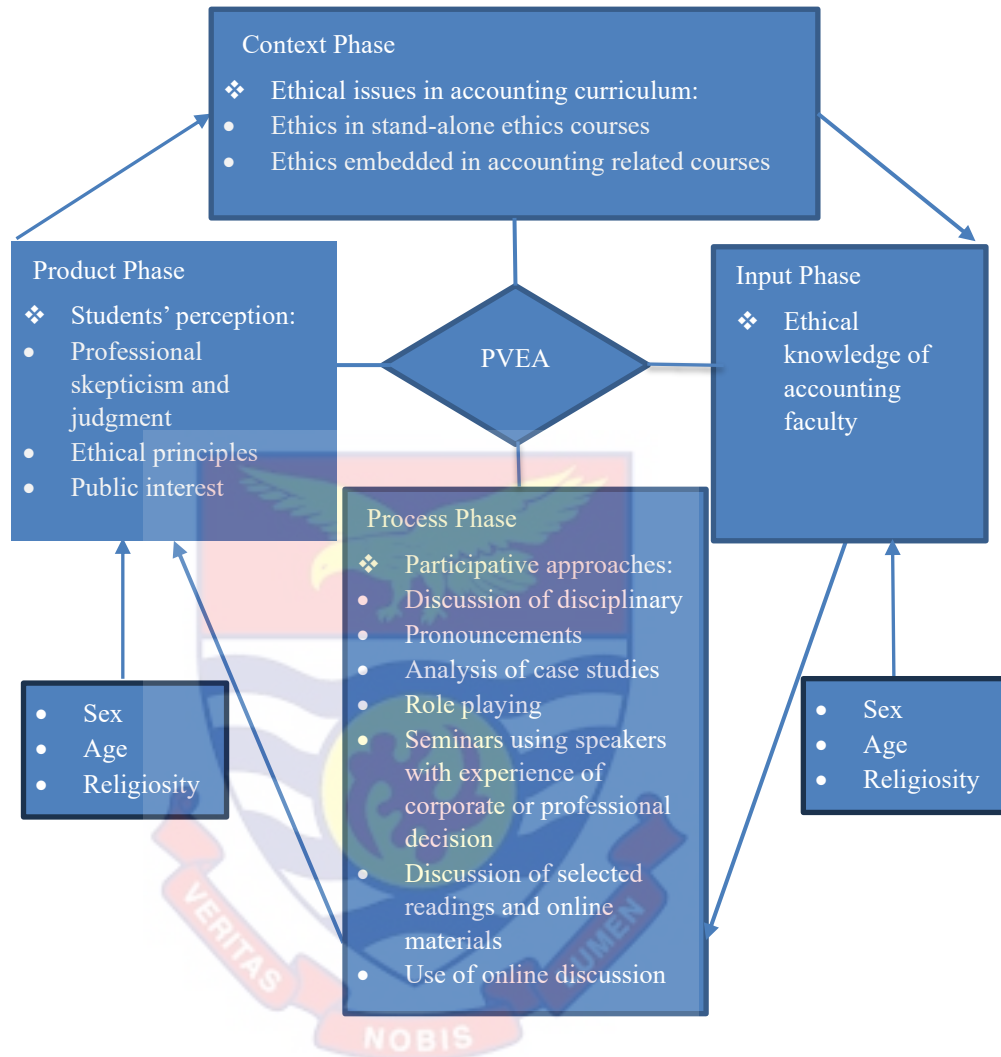 Context Phase
❖ Ethical issues in accounting curriculum:
• Ethics in stand-alone ethics courses
• Ethics embedded in accounting related courses
Product Phase
❖ Students’ perception:
• Professional
skepticism and
judgment
• Ethical principles
• Public interest
PVEA
Input Phase
❖ Ethical
knowledge of
accounting
faculty
Process Phase
❖ Participative approaches:
• Discussion of disciplinary
• Pronouncements
• Analysis of case studies
• Role playing
• Seminars using speakers
with experience of
corporate or professional
decision
• Discussion of selected
readings and online
materials
• Use of online discussion
• Sex
• Age
• Religiosity
• Sex
• Age
• Religiosity
VERITAS
NOBIS
LUMEN